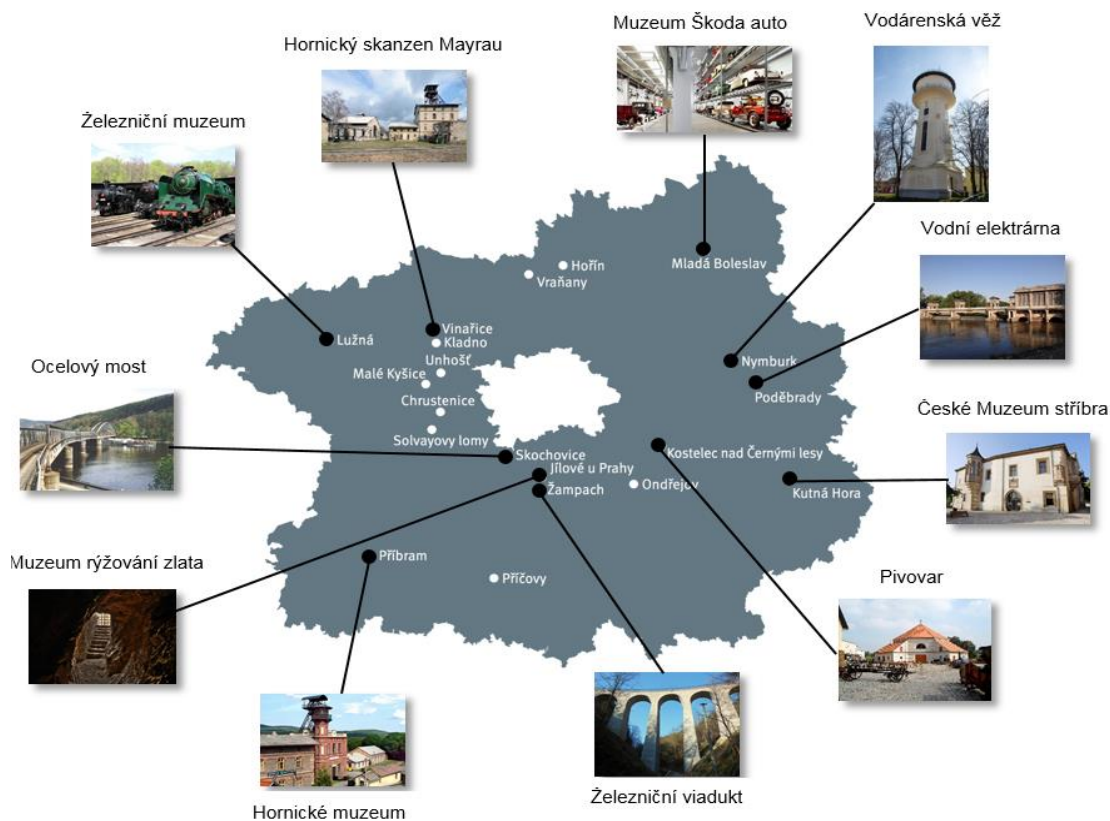 Muzeum Škoda auto
Vodárenská věž
Hornický skanzen Mayrau
Železniční muzeum
Vodní elektrárna
Mladá Boleslav
Hořín
Vraňany
Vinařice
Lužná
Kladno
Unhošť
Nymburk
Ocelový most
Malé Kyšice
Poděbrady
Chrustenice
České Muzeum stříbra
Solvayovy lomy
Skochovice
Kostelec nad Černými lesy
Jílové u Prahy
Ondřejov
Kutná Hora
Žampach
Muzeum rýžování zlata
Příbram
Příčovy
Pivovar
Železniční viadukt
Hornické muzeum